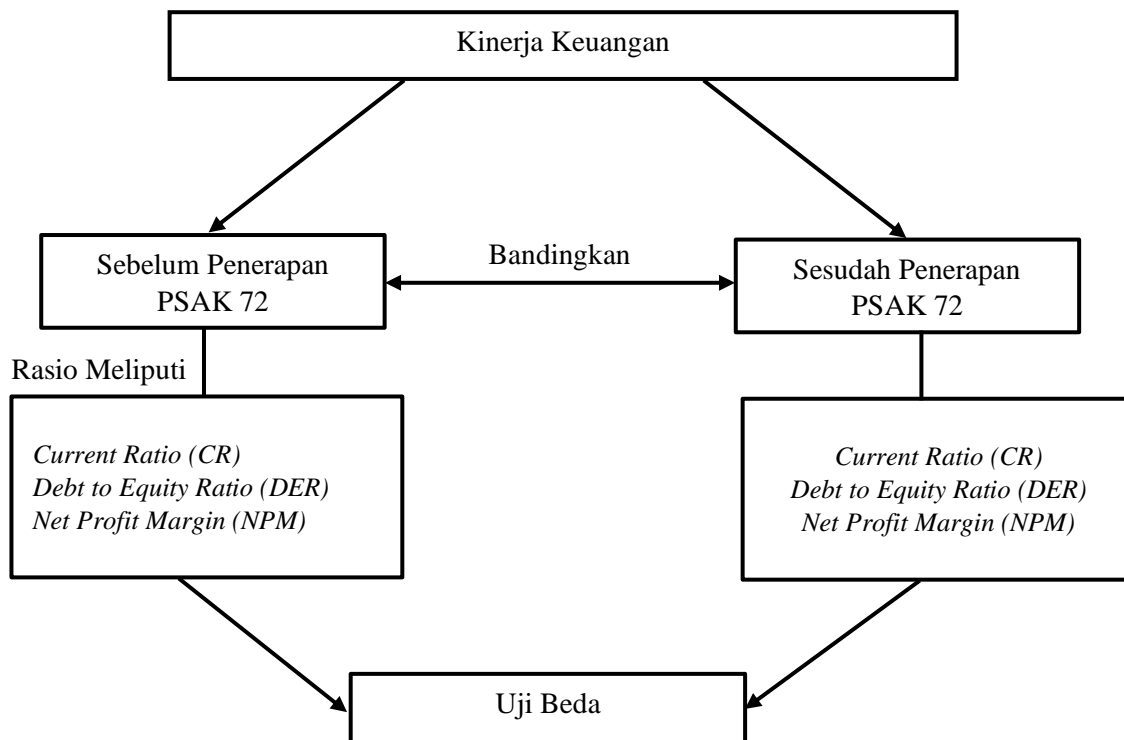 Kinerja Keuangan
Bandingkan
Sebelum Penerapan
PSAK 72
Sesudah Penerapan
PSAK 72
Rasio Meliputi
Current Ratio (CR)
Debt to Equity Ratio (DER)
Net Profit Margin (NPM)
Current Ratio (CR)
Debt to Equity Ratio (DER)
Net Profit Margin (NPM)
Uji Beda